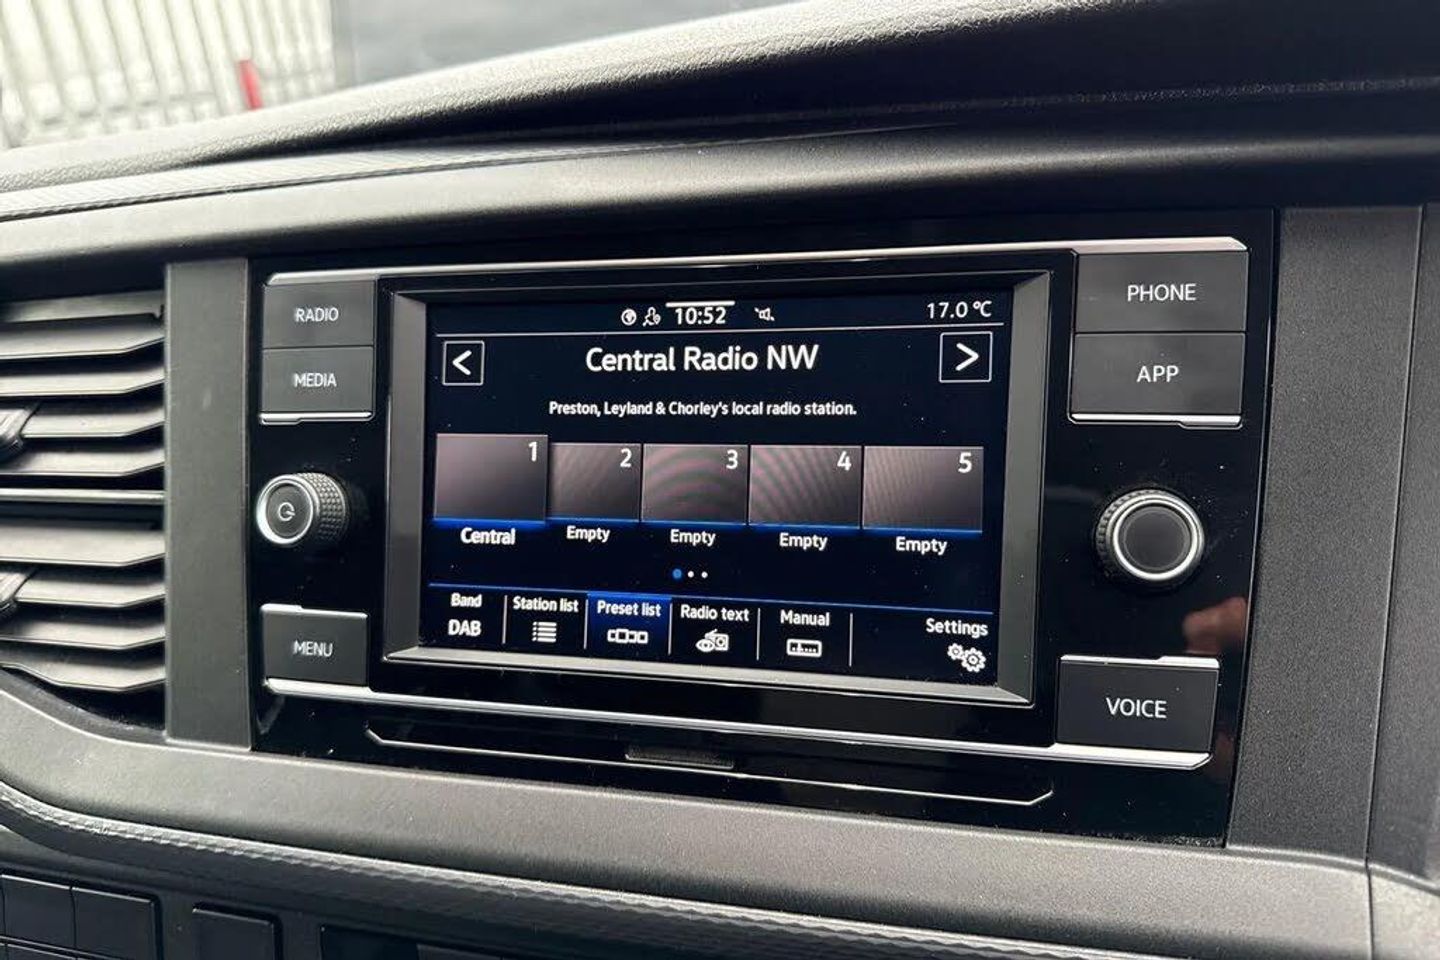 RADIO
MEDIA
MENU
10:52
17.0 °C
<
Central Radio NW
>
Preston, Leyland & Chorley's local radio station.
1
2
3
4
5
Central
Empty
Empty
Empty
Empty
Band
DAB
Station list
Preset list
Radio text
Manual
Settings
PHONE
APP
VOICE